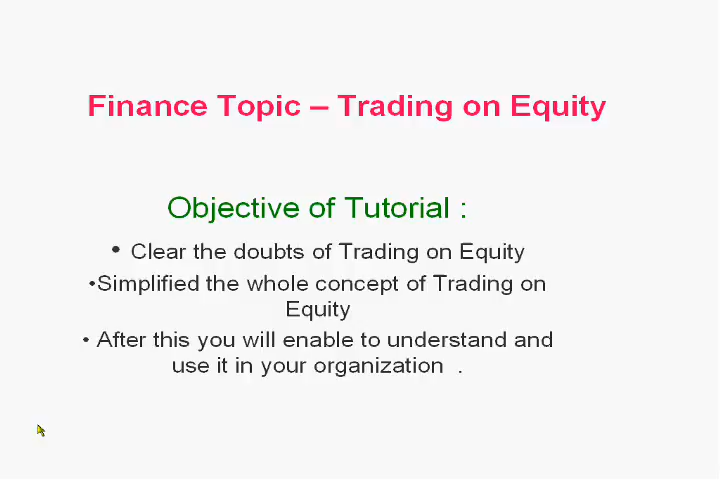 Finance Topic – Trading on Equity
Objective of Tutorial :
• Clear the doubts of Trading on Equity
•Simplified the whole concept of Trading on
Equity
• After this you will enable to understand and
use it in your organization .